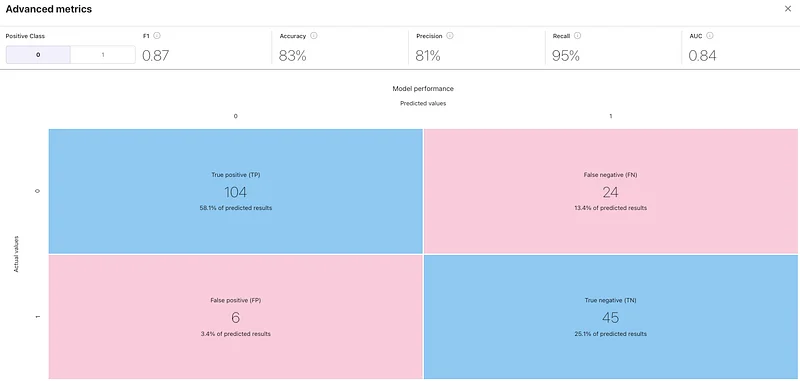 Advanced metrics
Positive Class
F1
Accuracy
Precision
Recall
AUC
0
1
0.87
83%
81%
95%
0.84
Model performance
Predicted values
0
1
Actual values
0
True positive (TP)
104
58.1% of predicted results
False negative (FN)
24
13.4% of predicted results
1
False positive (FP)
6
3.4% of predicted results
True negative (TN)
45
25.1% of predicted results